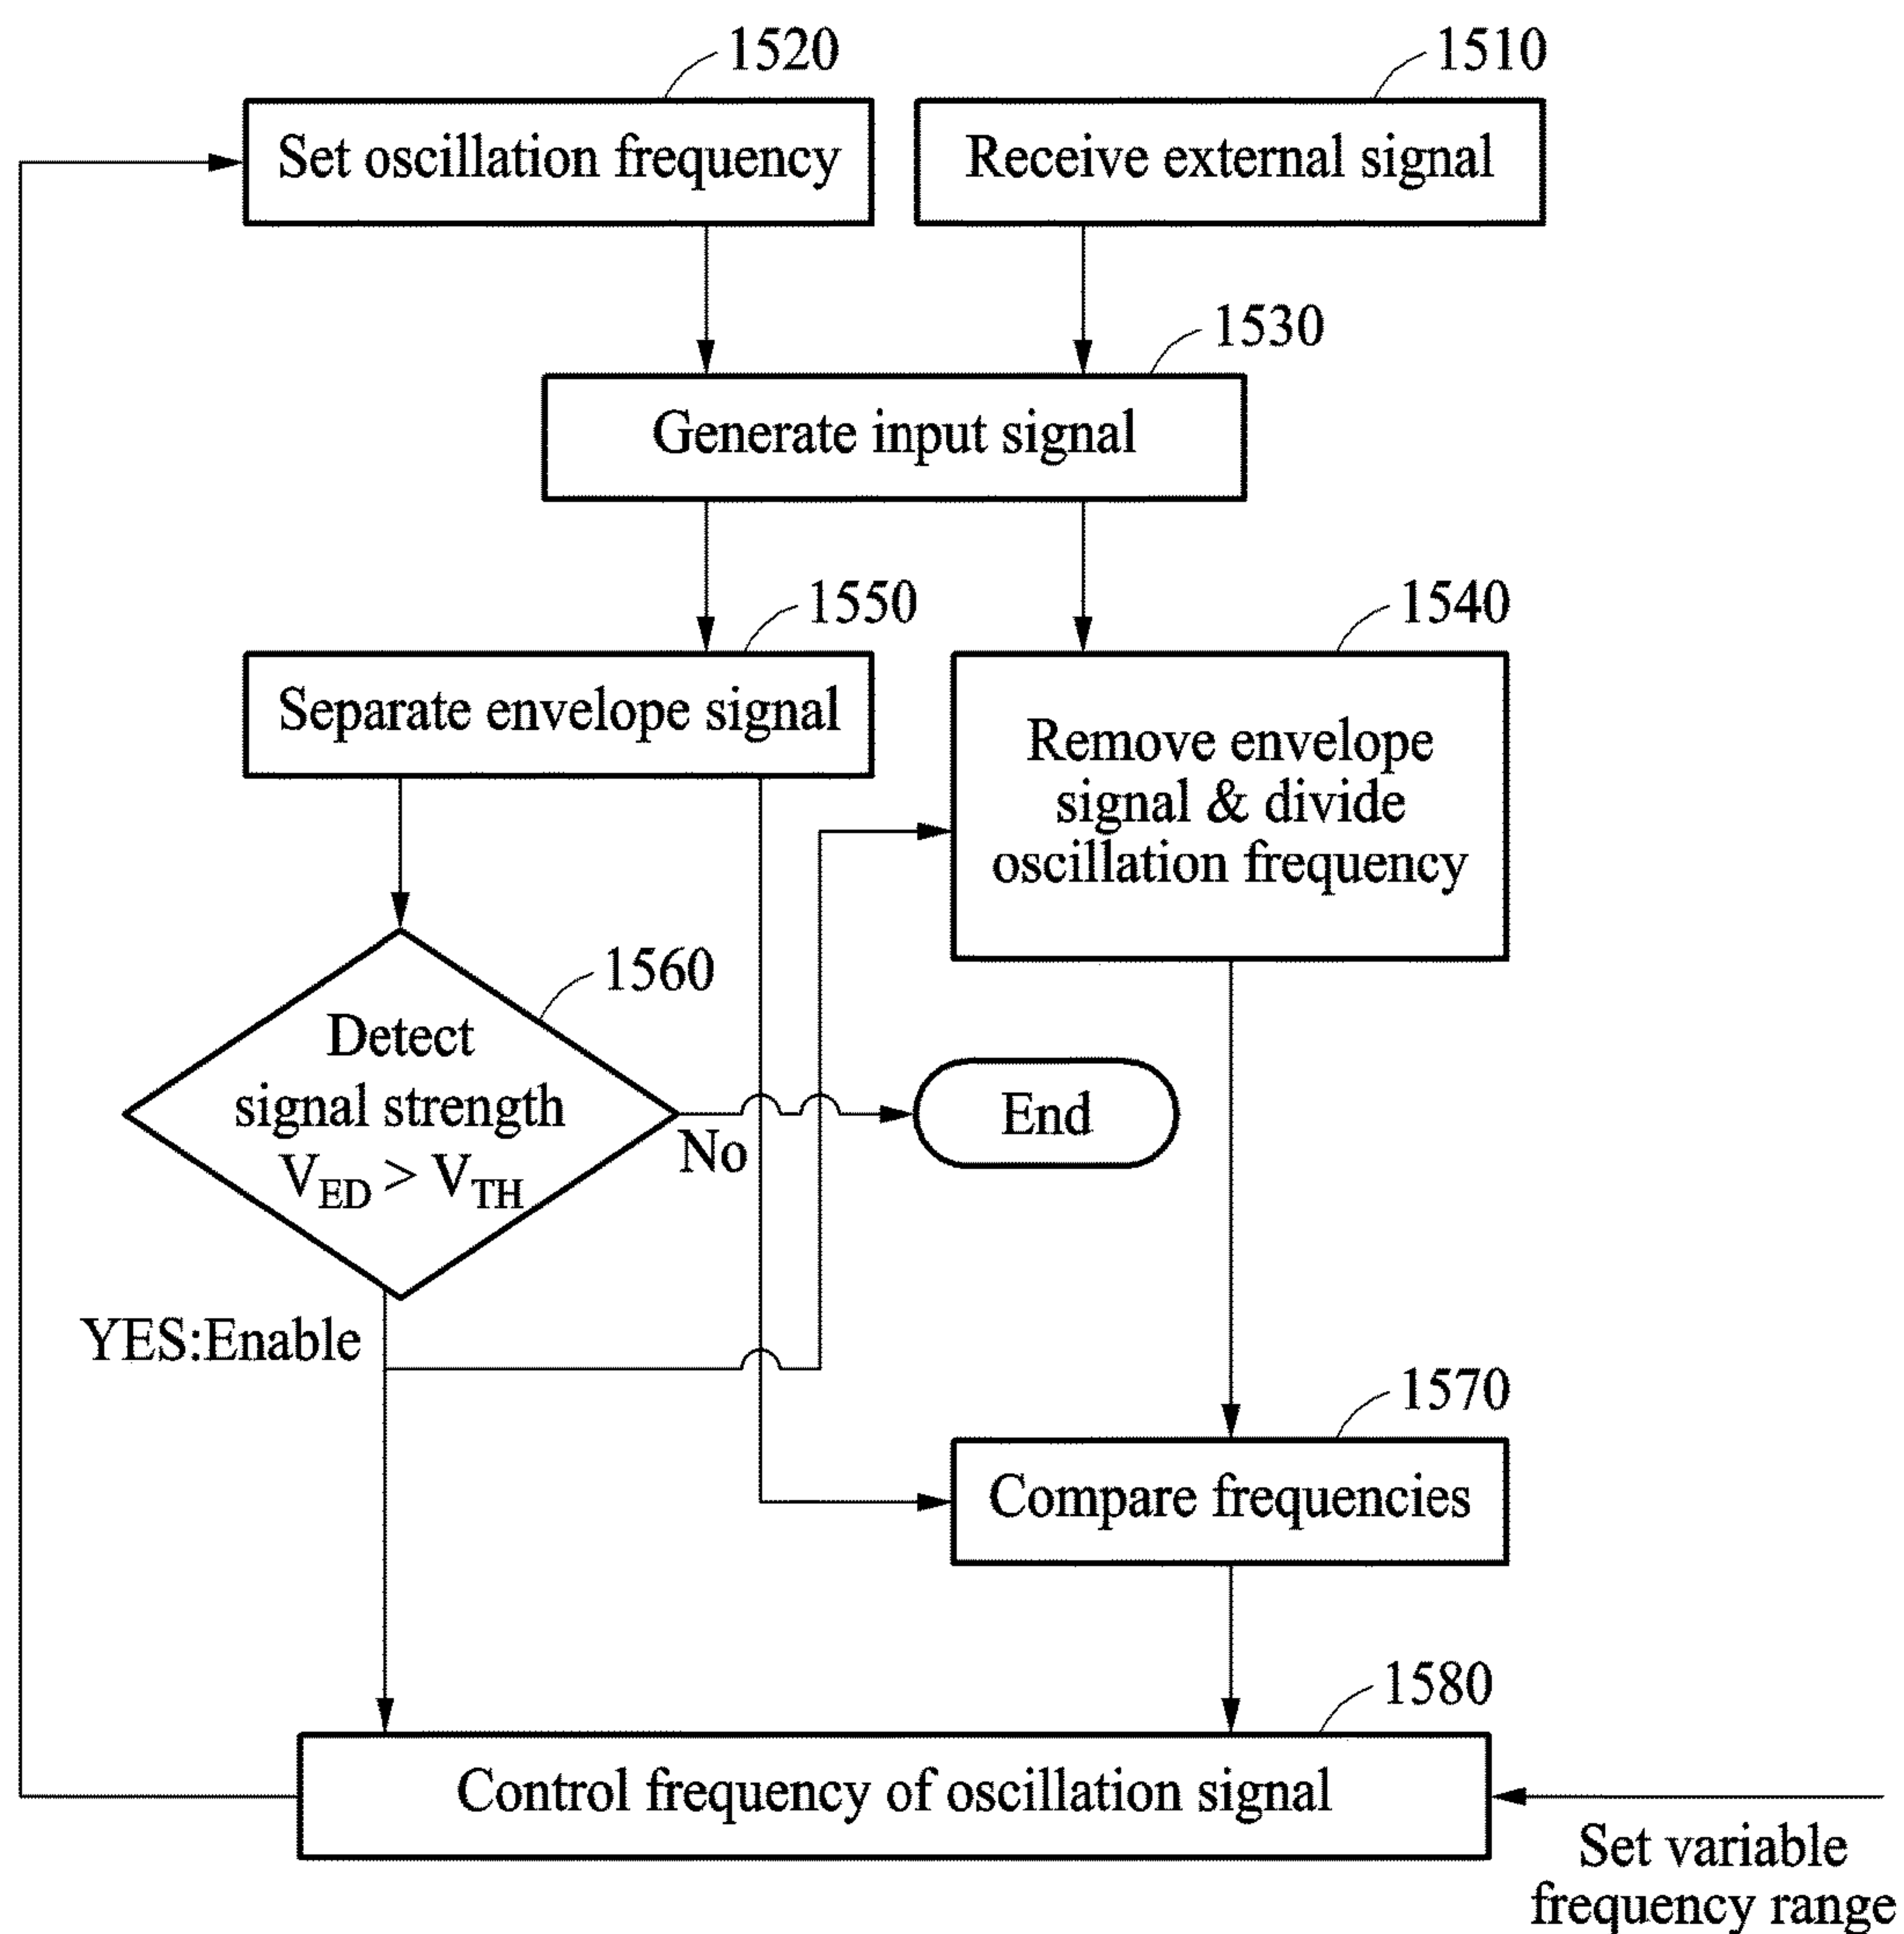 1520
1510
Set oscillation frequency
Receive external signal
1530
Generate input signal
1550
1540
Separate envelope signal
Remove envelope
signal & divide
oscillation frequency
1560
Detect
signal strength
V_ED > V_TH
No
End
YES:Enable
1570
Compare frequencies
1580
Control frequency of oscillation signal
Set variable
frequency range